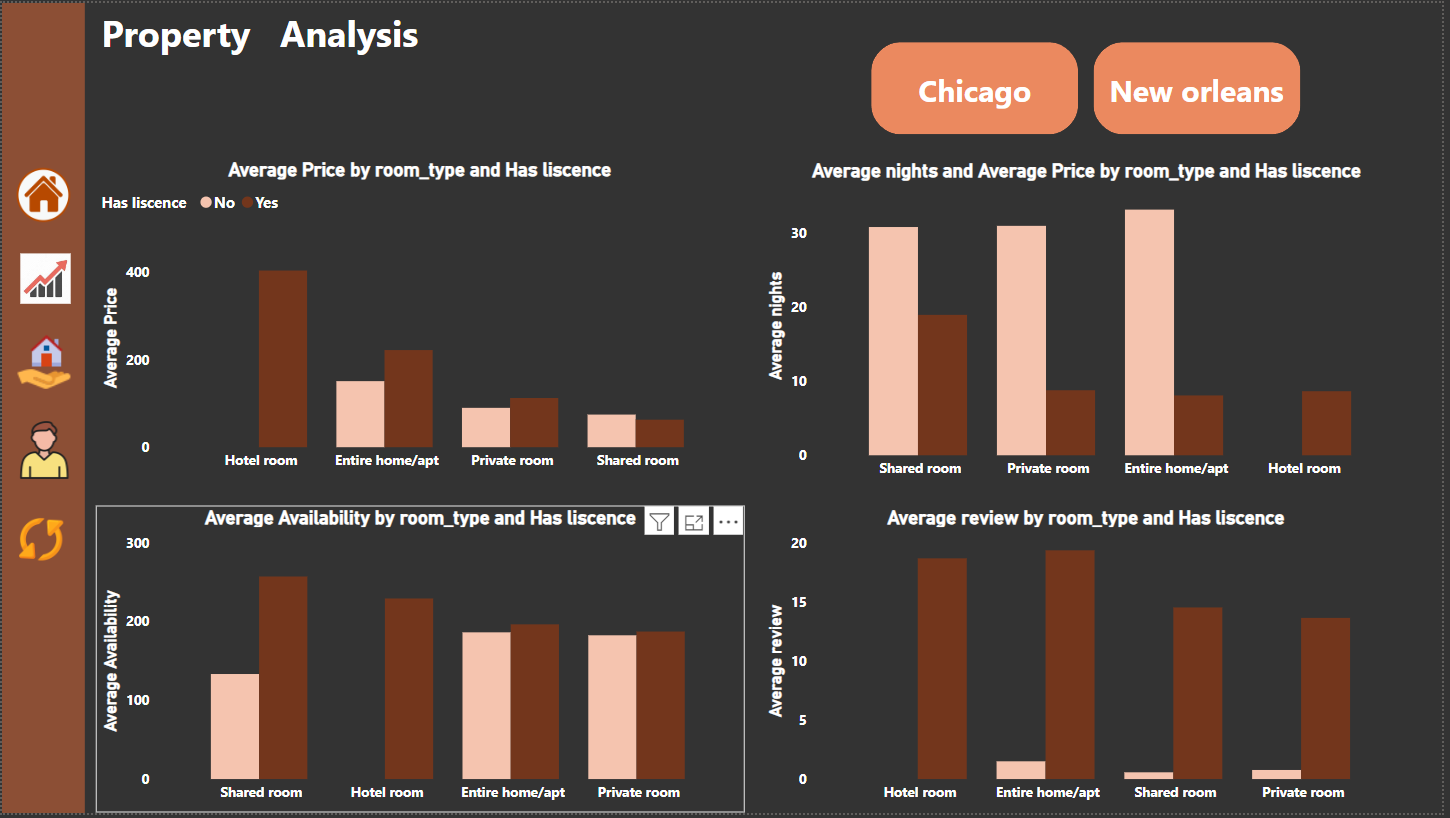 Property Analysis
Chicago
New orleans
Average Price by room_type and Has liscence
Has liscence No Yes
Average Price
400
200
0
Hotel room Entire home/apt Private room Shared room
Average nights and Average Price by room_type and Has liscence
Average nights
30
20
10
0
Shared room Private room Entire home/apt Hotel room
Average Availability by room_type and Has liscence
Average Availability
300
200
100
0
Shared room Hotel room Entire home/apt Private room
Average review by room_type and Has liscence
Average review
20
15
10
5
0
Hotel room Entire home/apt Shared room Private room